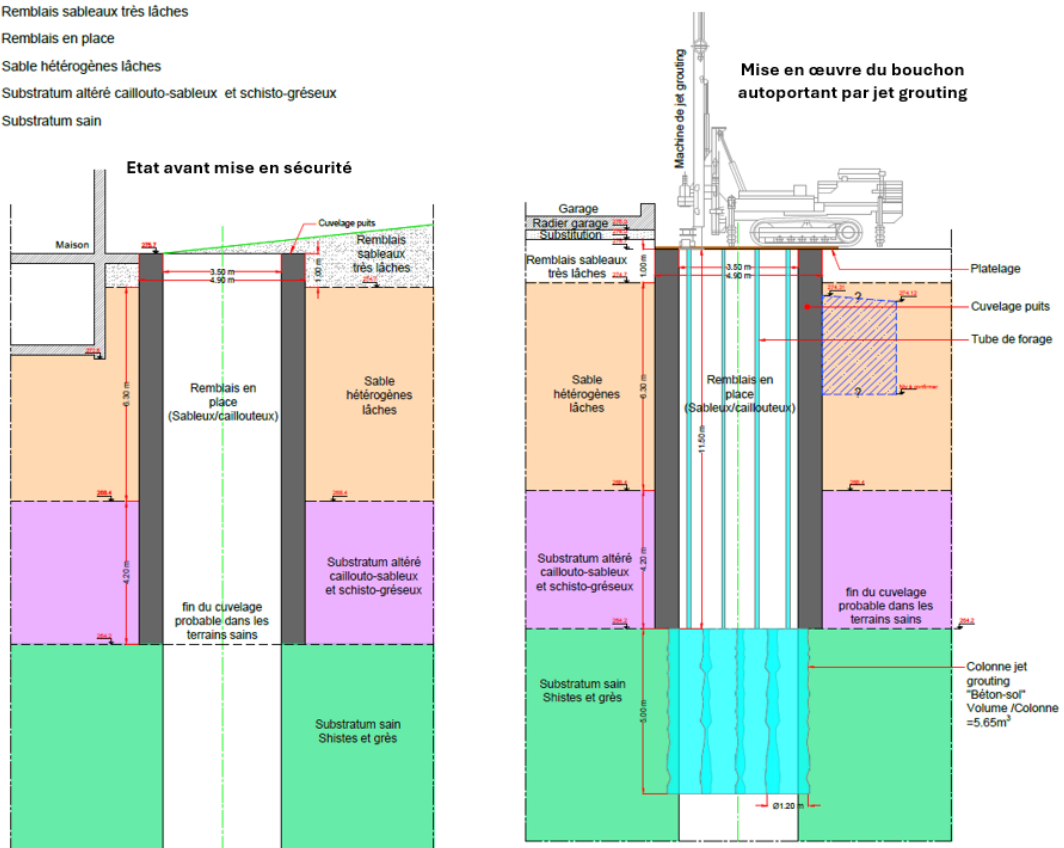 Remblais sableaux très lâches
Remblais en place
Sable hétérogènes lâches
Substratum altéré caillouto-sableux et schisto-gréseux
Substratum sain
Etat avant mise en sécurité
Maison
Cuvelage puits
Remblais
sableaux
très lâches
3.50 m
4.90 m
1.00 m
6.30 m
Remblais en
place
(Sableux/caillouteux)
Sable
hétérogènes
lâches
4.20 m
Substratum altéré
caillouto-sableux
et schisto-gréseux
fin du cuvelage
probable dans les
terrains sains
Substratum sain
Shistes et grès
Mise en œuvre du bouchon
autoportant par jet grouting
Machine de jet grouting
Garage
Radier garage
Substitution
Remblais sableaux
très lâches
1.00 m
3.50 m
4.90 m
Platelage
Cuvelage puits
Tube de forage
?
?
Sable
hétérogènes
lâches
6.30 m
Remblais en
place
(Sableux/caillouteux)
11.50 m
Substratum altéré
caillouto-sableux
et schisto-gréseux
4.20 m
fin du cuvelage
probable dans les
terrains sains
Substratum sain
Shistes et grès
5.00 m
Colonne jet
grouting
"Béton-sol"
Volume /Colonne
=5.65m³
Ø1.20 m